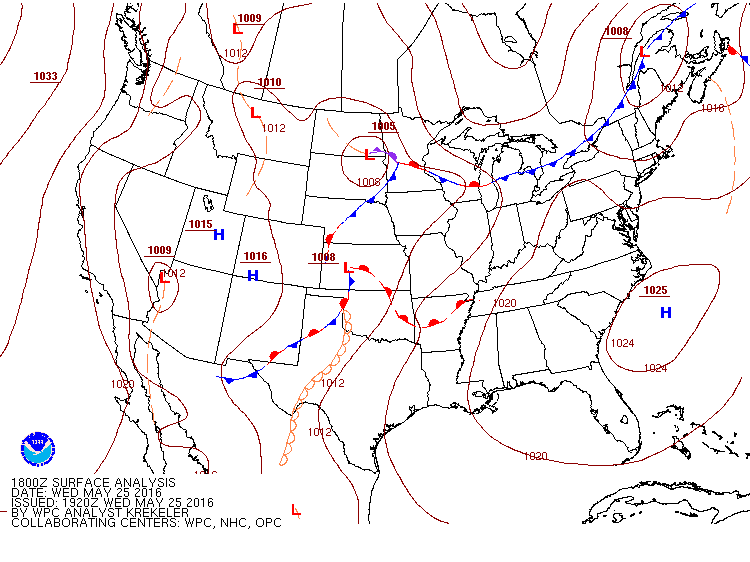 1009
L
1012
1033
1010
L
1012
1008
L
1012
1016
1005
L
1008
1015
H
1009
L
1012
1016
H
1008
L
1025
H
1024
1024
1020
1020
1012
1012
1020
L
1800Z SURFACE ANALYSIS
DATE: WED MAY 25 2016
ISSUED: 1920Z WED MAY 25 2016
BY WPC ANALYST KREKELER
COLLABORATING CENTERS: WPC, NHC, OPC